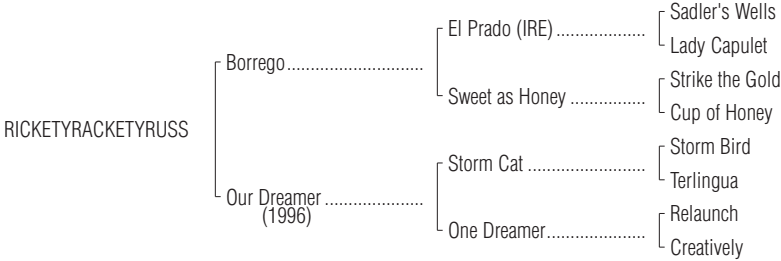 Sadler's Wells
El Prado (IRE) ....................
Lady Capulet
Borrego..............................
Strike the Gold
Sweet as Honey .................
Cup of Honey
RICKETYRACKETYRUSS
Storm Bird
Storm Cat ..........................
Terlingua
Our Dreamer ......................
(1996)
Relaunch
One Dreamer......................
Creatively